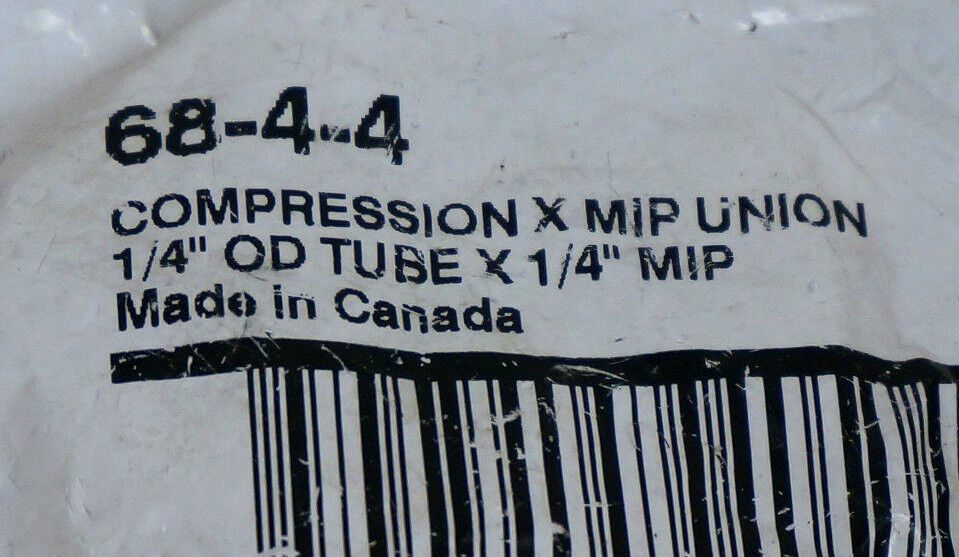 68-4-4
COMPRESSION X MIP UNION
1/4" OD TUBE X 1/4" MIP
Made in Canada